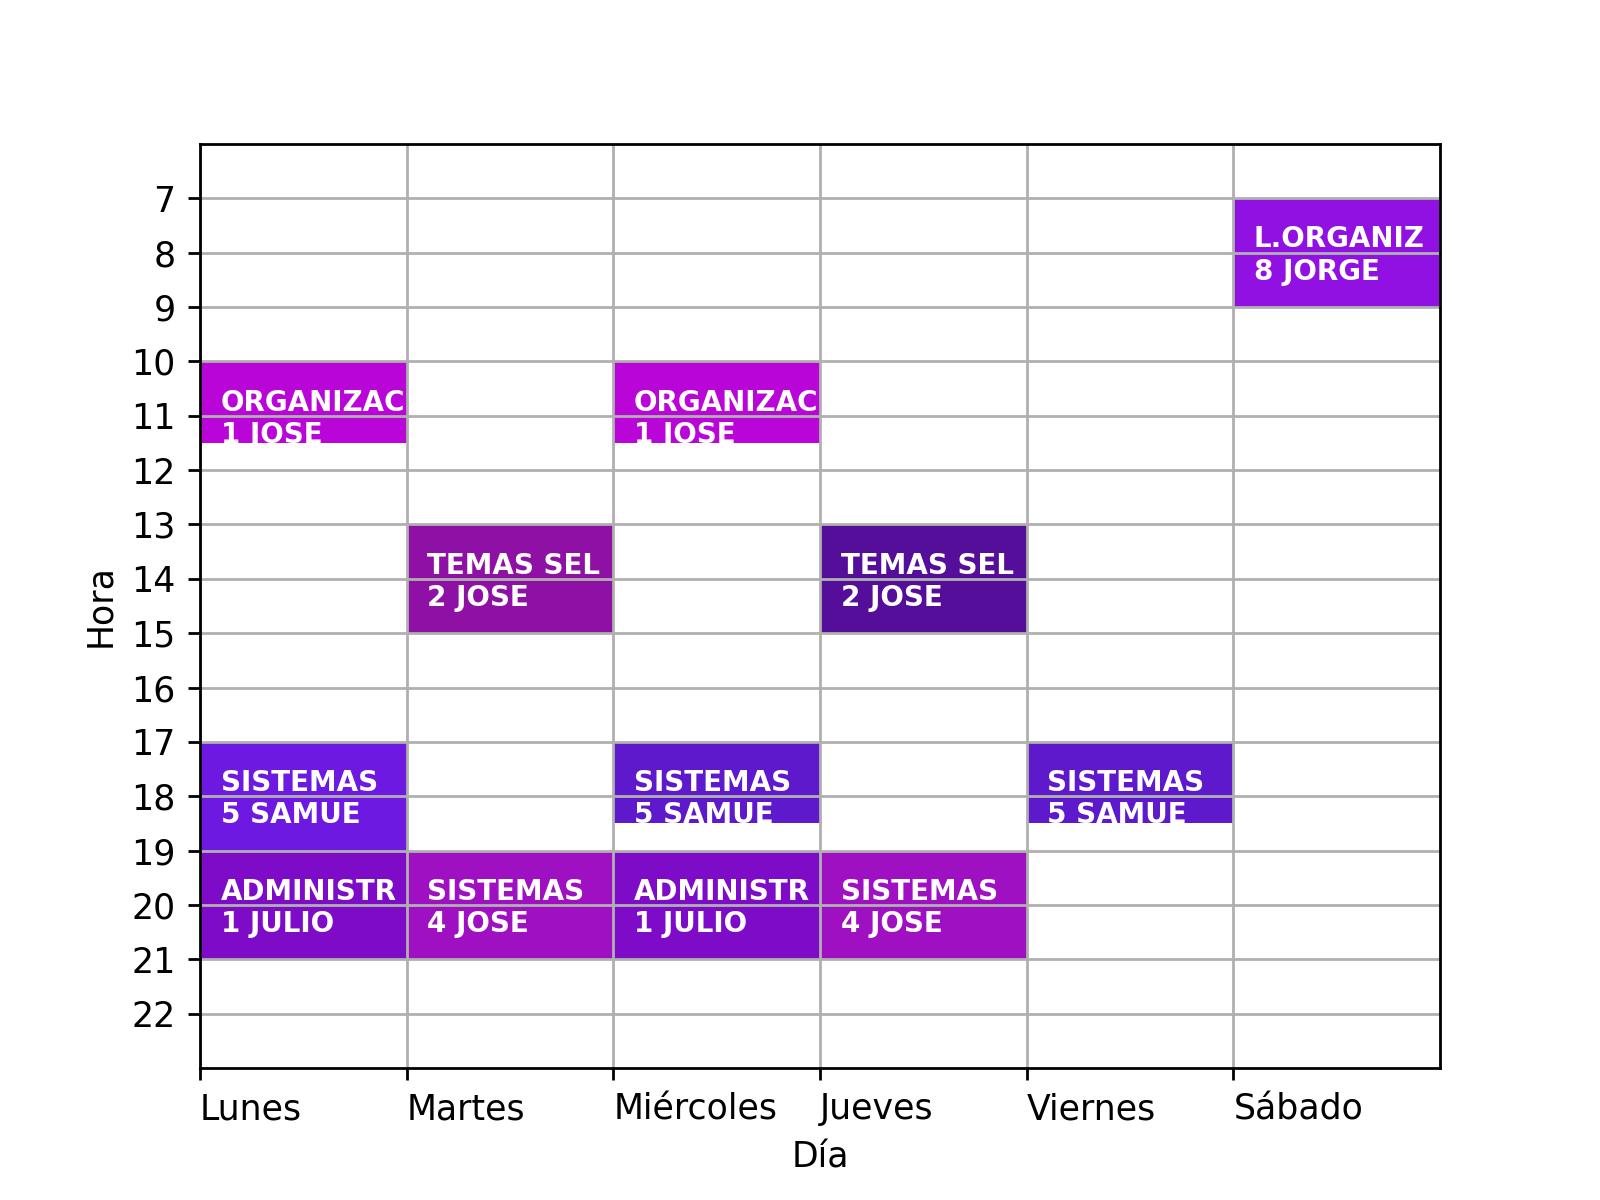 7
L.ORGANIZ
8
8 JORGE
9
10
ORGANIZAC
ORGANIZAC
11
1 JOSE
1 JOSE
12
13
TEMAS SEL
TEMAS SEL
14
2 JOSE
2 JOSE
Hora
15
16
17
SISTEMAS
SISTEMAS
SISTEMAS
18
5 SAMUE
5 SAMUE
5 SAMUE
19
ADMINISTR
SISTEMAS
ADMINISTR
SISTEMAS
20
1 JULIO
4 JOSE
1 JULIO
4 JOSE
21
22
Lunes
Martes
Miércoles
Jueves
Viernes
Sábado
Día